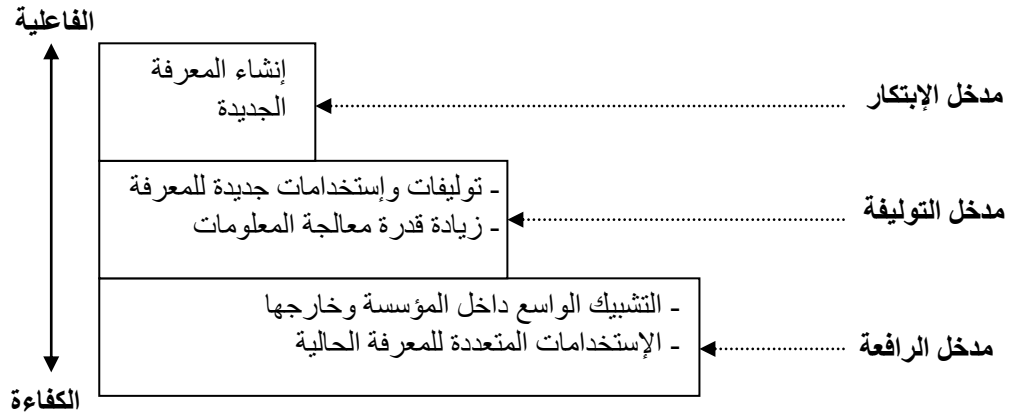 الفاعلية
إنشاء المعرفة
الجديدة
مدخل الإبتكار
- توليفات وإستخدامات جديدة للمعرفة
- زيادة قدرة معالجة المعلومات
مدخل التوليفة
- التشبيك الواسع داخل المؤسسة وخارجها
- الإستخدامات المتعددة للمعرفة الحالية
مدخل الرافعة
الكفاءة